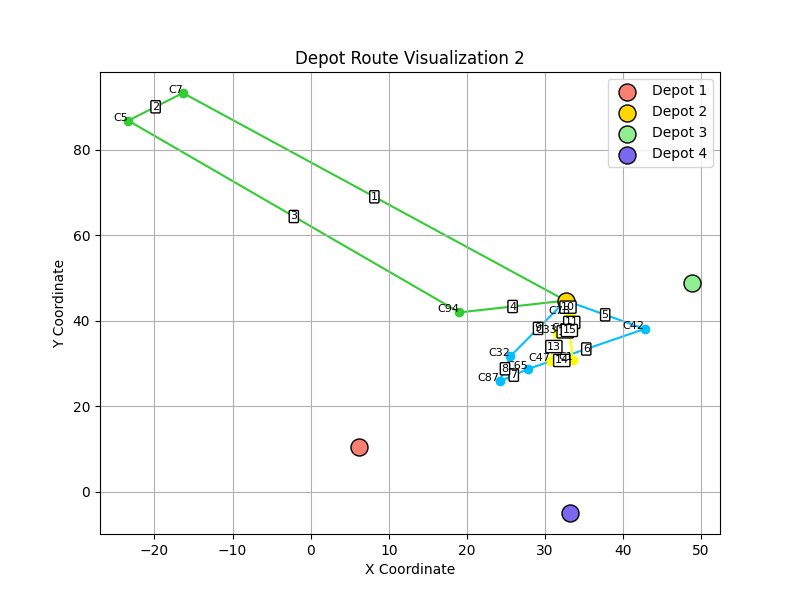 Depot Route Visualization 2
Depot 1
Depot 2
Depot 3
Depot 4
C7
C5
2
1
3
C94
4
10
5
11
C42
9
15
C32
13
6
C47
14
8
C65
7
C87
80
60
40
20
0
−20
−10
0
10
20
30
40
50
Y Coordinate
X Coordinate